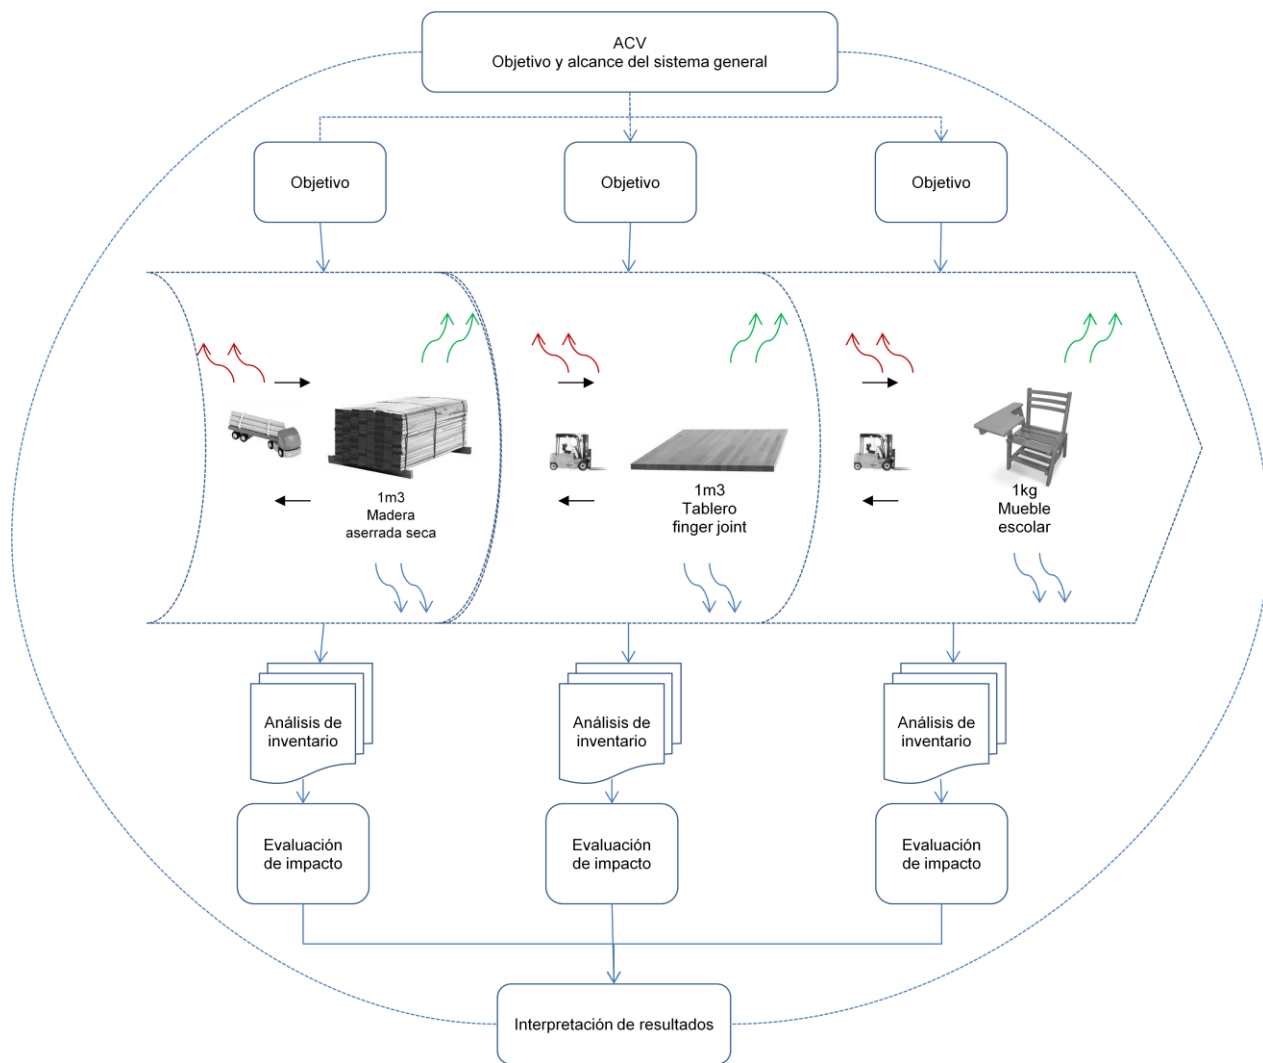 ACV
Objetivo y alcance del sistema general
Objetivo
Objetivo
Objetivo
1m3
Madera
aserrada seca
1m3
Tablero
finger joint
1kg
Mueble
escolar
Análisis de
inventario
Análisis de
inventario
Análisis de
inventario
Evaluación
de impacto
Evaluación
de impacto
Evaluación
de impacto
Interpretación de resultados